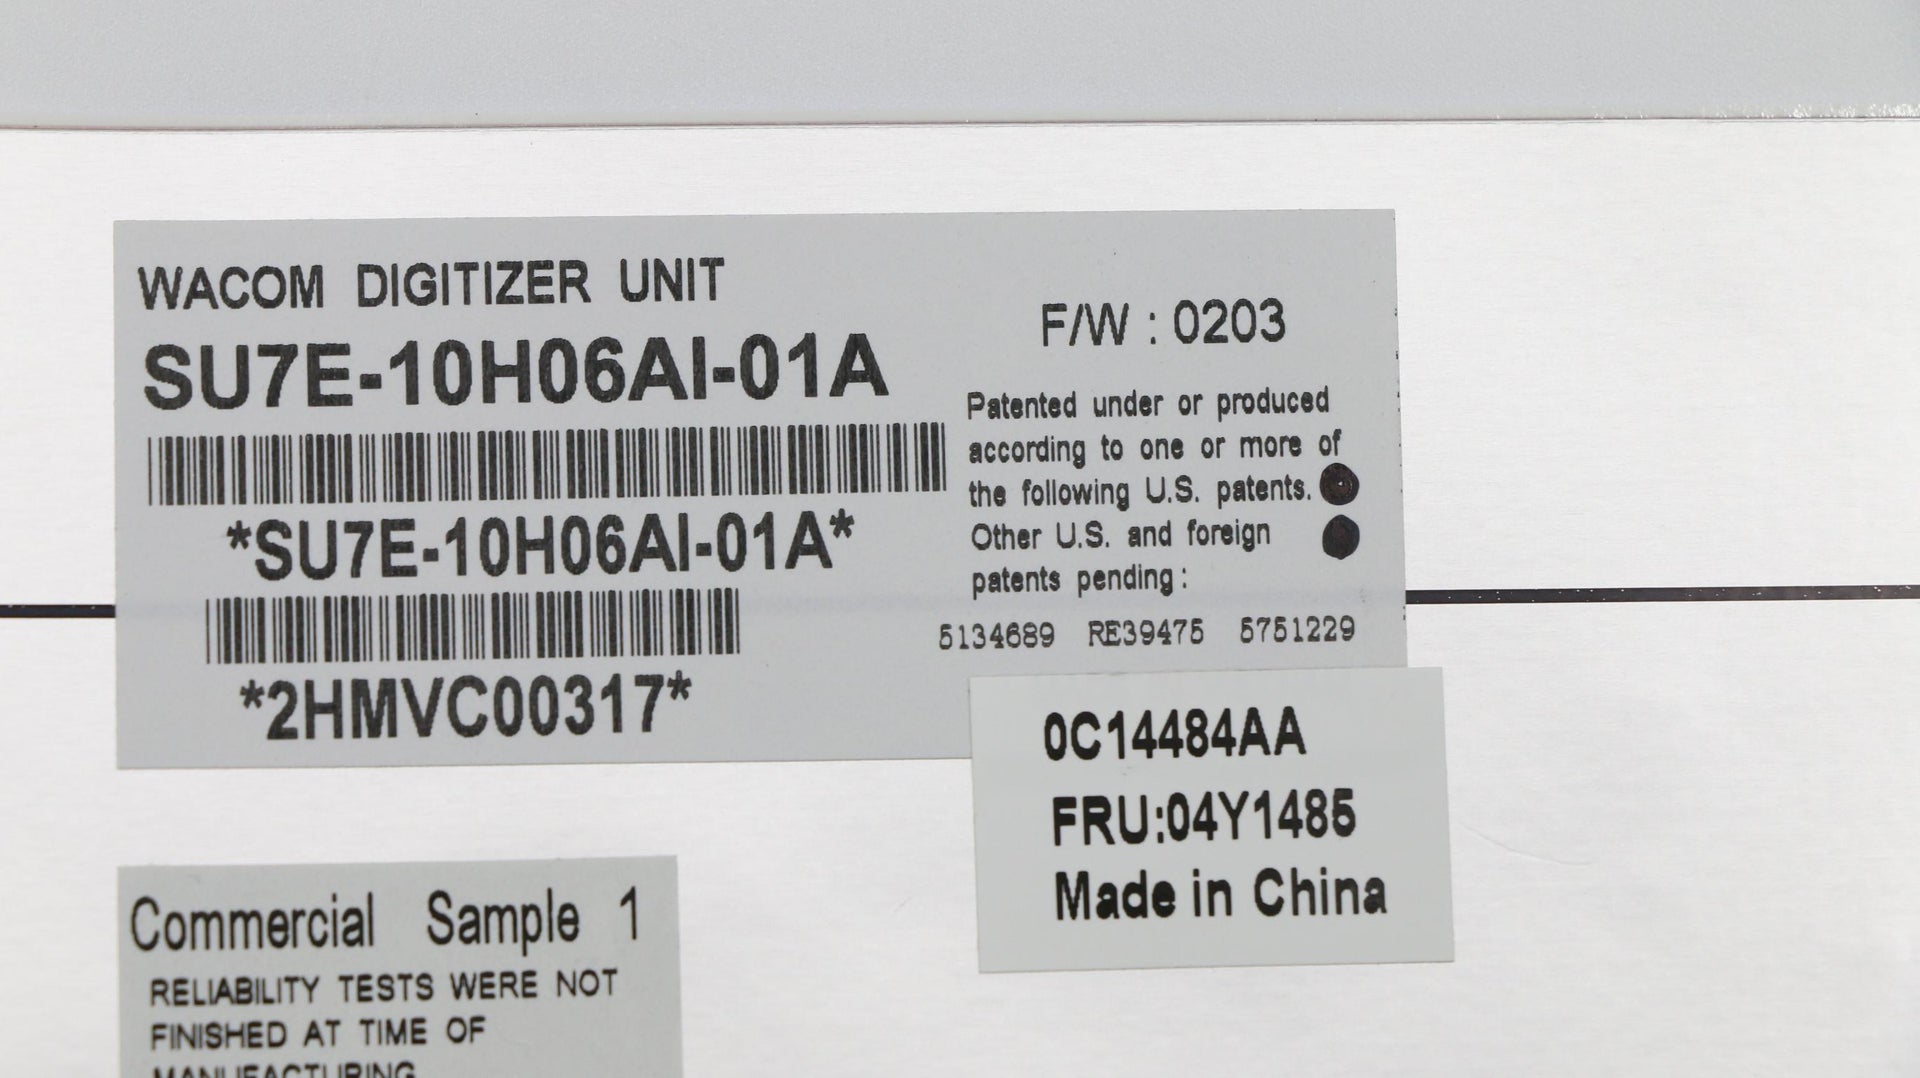 WACOM DIGITIZER UNIT
SU7E-10H06AI-01A
*SU7E-10H06AI-01A*
*2HMVC00317*
F/W : 0203
Patented under or produced
according to one or more of
the following U.S. patents.
Other U.S. and foreign
patents pending:
5134689 RE39475 5751229
0C14484AA
FRU:04Y1485
Made in China
Commercial Sample 1
RELIABILITY TESTS WERE NOT
FINISHED AT TIME OF
MANUFACTURING